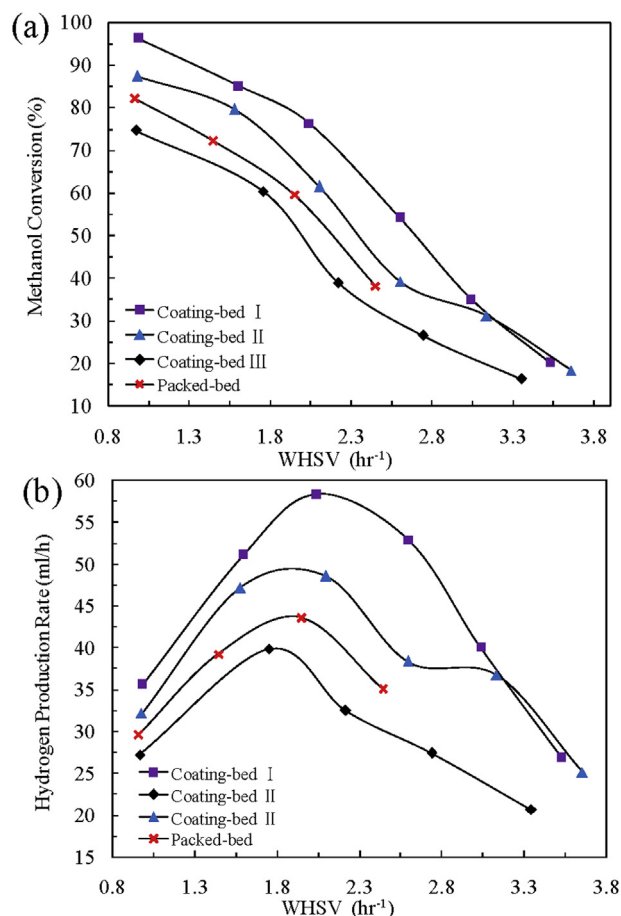 (a)
100
90
80
70
60
50
40
30
20
10
Methanol Conversion (%)
Coating-bed Ⅰ
Coating-bed Ⅱ
Coating-bed Ⅲ
Packed-bed
0.8 1.3 1.8 2.3 2.8 3.3 3.8
WHSV (hr⁻¹)
(b)
60
55
50
45
40
35
30
25
20
15
Hydrogen Production Rate (ml/h)
Coating-bed Ⅰ
Coating-bed Ⅱ
Coating-bed Ⅱ
Packed-bed
0.8 1.3 1.8 2.3 2.8 3.3 3.8
WHSV (hr⁻¹)